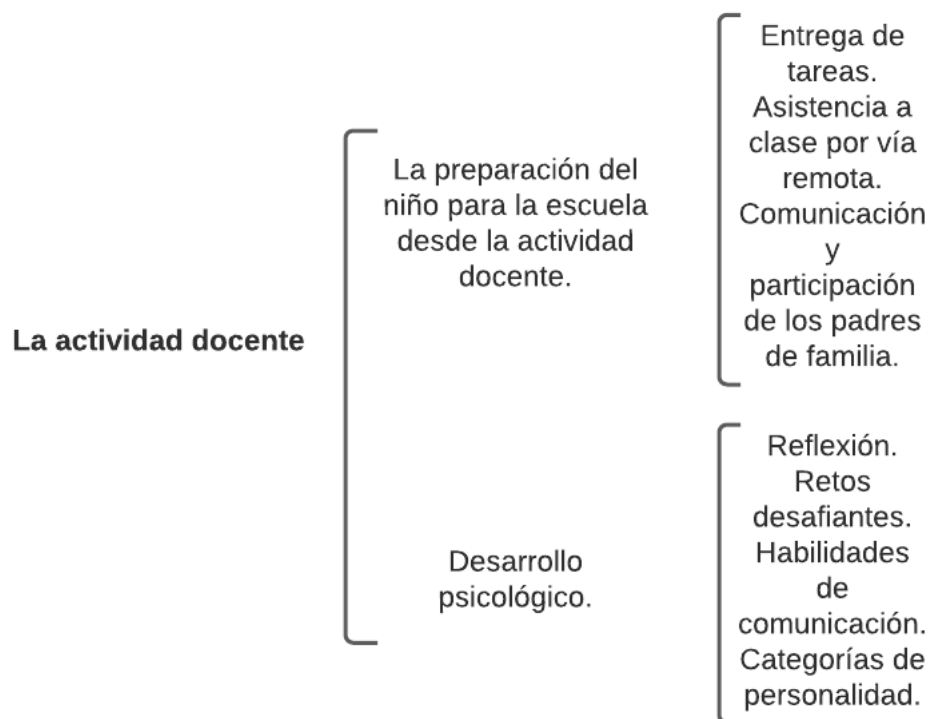 La actividad docente
La preparación del
niño para la escuela
desde la actividad
docente.
Entrega de
tareas.
Asistencia a
clase por vía
remota.
Comunicación
y
participación
de los padres
de familia.
Desarrollo
psicológico.
Reflexión.
Retos
desafiantes.
Habilidades
de
comunicación.
Categorías de
personalidad.